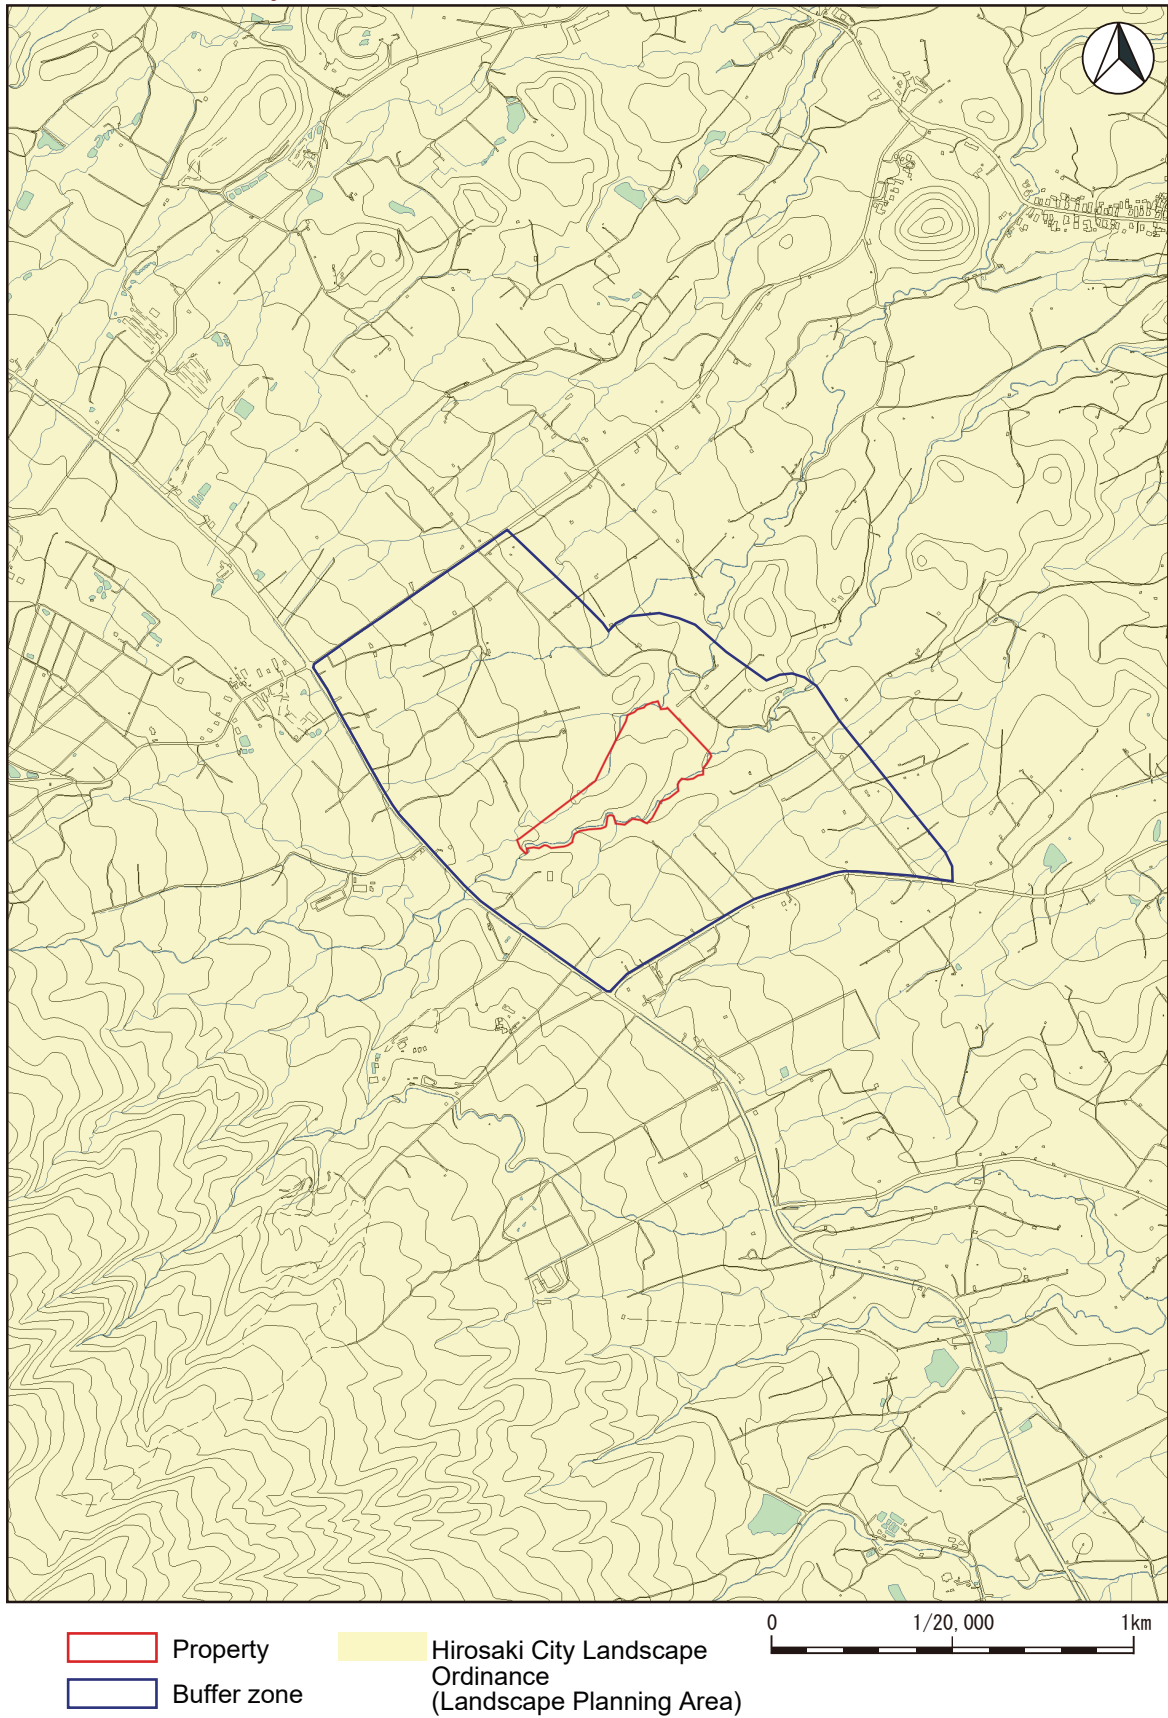 0 1/20,000 1km
Property
Buffer zone
Hirosaki City Landscape
Ordinance
(Landscape Planning Area)